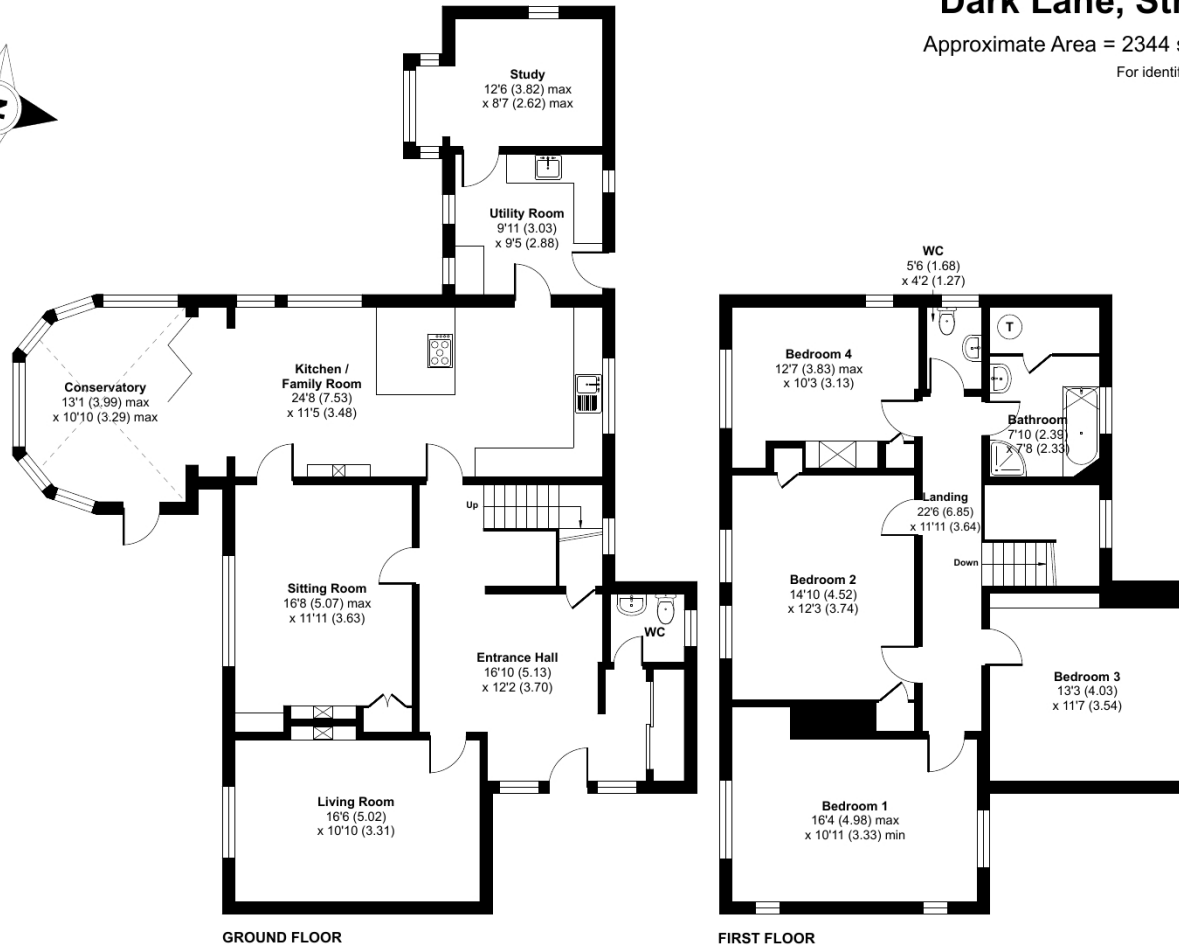 Dark Lane,
Approximate Area = 2344
For
Study
12'6 (3.82) max
x 8'7 (2.62) max
Utility Room
9'11 (3.03)
x 9'5 (2.88)
WC
5'6 (1.68)
x 4'2 (1.27)
T
Bedroom 4
12'7 (3.83) max
x 10'3 (3.13)
Kitchen /
Family Room
24'8 (7.53)
x 11'5 (3.48)
Conservatory
13'1 (3,99) max
x 10'10 (3.29) max
Bathroom
7'10 (2.39)
x 7'8 (2.33)
Up
Landing
22'6 (6.85)
x 11'11 (3.64)
Down
Sitting Room
16'8 (5.07) max
x 11'11 (3.63)
Bedroom 2
14'10 (4.52)
x 12'3 (3.74)
WC
Entrance Hall
16'10 (5.13)
x 12'2 (3.70)
Bedroom 3
13'3 (4.03)
x 11'7 (3.54)
Living Room
16'6 (5.02)
x 10'10 (3.31)
Bedroom 1
16'4 (4.98) max
x 10'11 (3.33) min
GROUND FLOOR
FIRST FLOOR